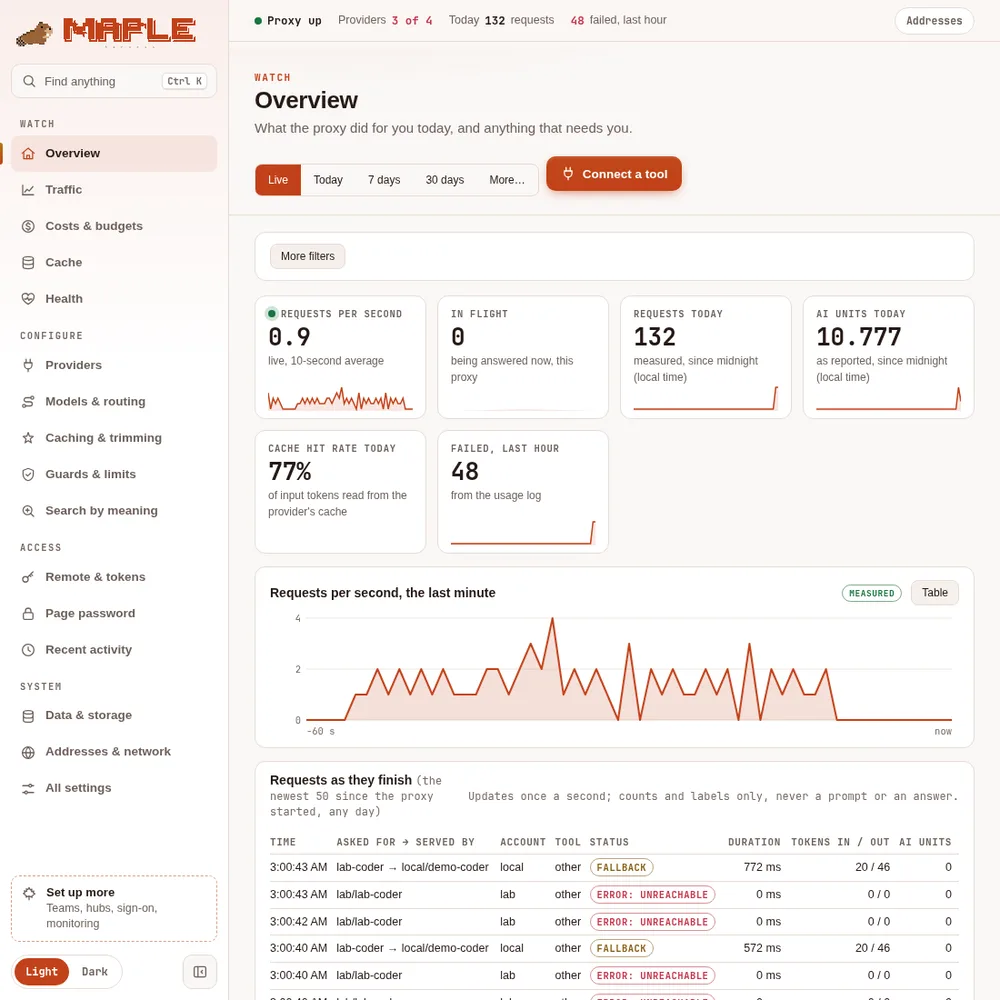 MAPLE
Find anything Ctrl K
WATCH
Overview
Traffic
Costs & budgets
Cache
Health
CONFIGURE
Providers
Models & routing
Caching & trimming
Guards & limits
Search by meaning
ACCESS
Remote & tokens
Page password
Recent activity
SYSTEM
Data & storage
Addresses & network
All settings
Set up more
Teams, hubs, sign-on,
monitoring
Light Dark
Proxy up Providers 3 of 4 Today 132 requests 48 failed, last hour Addresses
WATCH
Overview
What the proxy did for you today, and anything that needs you.
Live Today 7 days 30 days More… Connect a tool
More filters
REQUESTS PER SECOND
0.9
live, 10-second average
IN FLIGHT
0
being answered now, this
proxy
REQUESTS TODAY
132
measured, since midnight
(local time)
AI UNITS TODAY
10.777
as reported, since midnight
(local time)
CACHE HIT RATE TODAY
77%
of input tokens read from the
provider's cache
FAILED, LAST HOUR
48
from the usage log
Requests per second, the last minute MEASURED Table
4
2
0
-60 s now
Requests as they finish (the
newest 50 since the proxy
started, any day)
Updates once a second; counts and labels only, never a prompt or an answer.
TIME ASKED FOR → SERVED BY ACCOUNT TOOL STATUS DURATION TOKENS IN / OUT AI UNITS
3:00:43 AM lab-coder → local/demo-coder local other FALLBACK 772 ms 20 / 46 0
3:00:43 AM lab/lab-coder lab other ERROR: UNREACHABLE 0 ms 0 / 0 0
3:00:42 AM lab/lab-coder lab other ERROR: UNREACHABLE 0 ms 0 / 0 0
3:00:40 AM lab-coder → local/demo-coder local other FALLBACK 572 ms 20 / 46 0
3:00:40 AM lab/lab-coder lab other ERROR: UNREACHABLE 0 ms 0 / 0 0